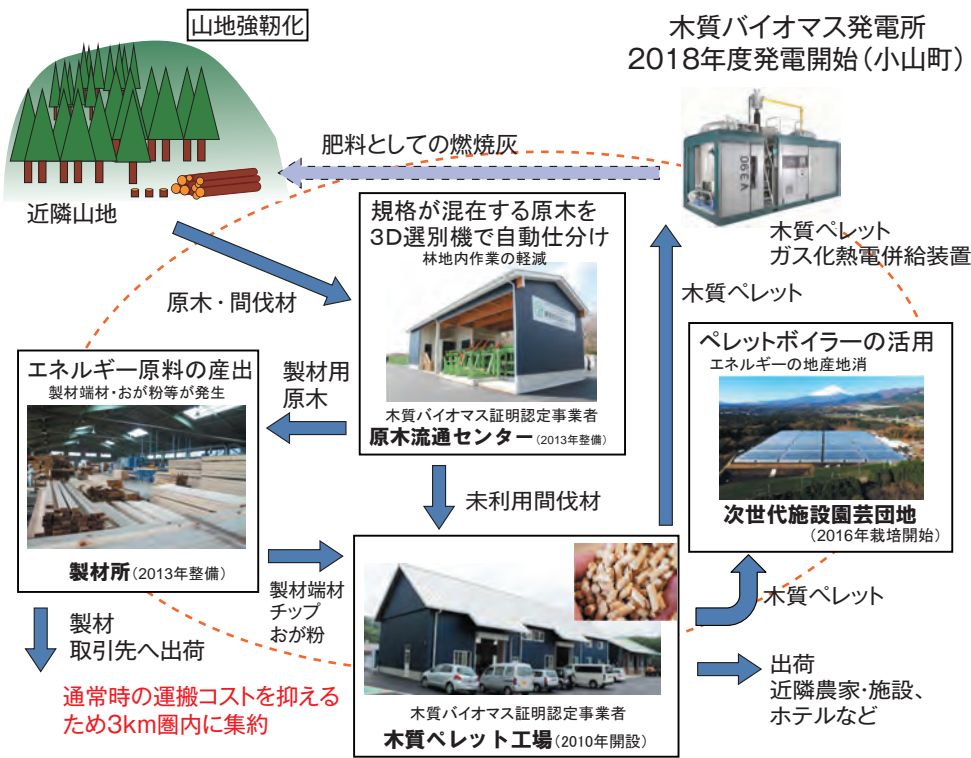 山地強靭化
木質バイオマス発電所
2018年度発電開始(小山町)
肥料としての燃焼灰
V3.90
近隣山地
木質ペレット
ガス化熱電併給装置
規格が混在する原木を
3D選別機で自動仕分け
林地内作業の軽減
原木・間伐材
木質バイオマス証明認定事業者
原木流通センター(2013年整備)
木質ペレット
ペレットボイラーの活用
エネルギーの地産地消
次世代施設園芸団地
(2016年栽培開始)
エネルギー原料の産出
製材端材・おが粉等が発生
製材所(2013年整備)
製材用
原木
未利用間伐材
製材端材
チップ
おが粉
木質ペレット
製材
取引先へ出荷
出荷
近隣農家・施設、
ホテルなど
通常時の運搬コストを抑える
ため3km圏内に集約
木質バイオマス証明認定事業者
木質ペレット工場(2010年開設)